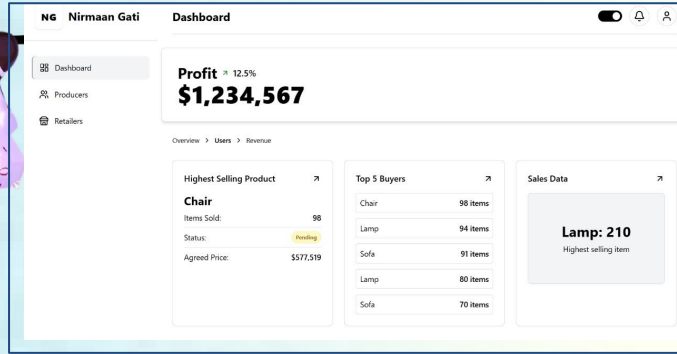 NG Nirmaan Gati
Dashboard
Dashboard
Producers
Retailers
Profit 12.5%
$1,234,567
Overview > Users > Revenue
Highest Selling Product
Chair
Items Sold: 98
Status: Pending
Agreed Price: $577,519
Top 5 Buyers
Chair 98 items
Lamp 94 items
Sofa 91 items
Lamp 80 items
Sofa 70 items
Sales Data
Lamp: 210
Highest selling item